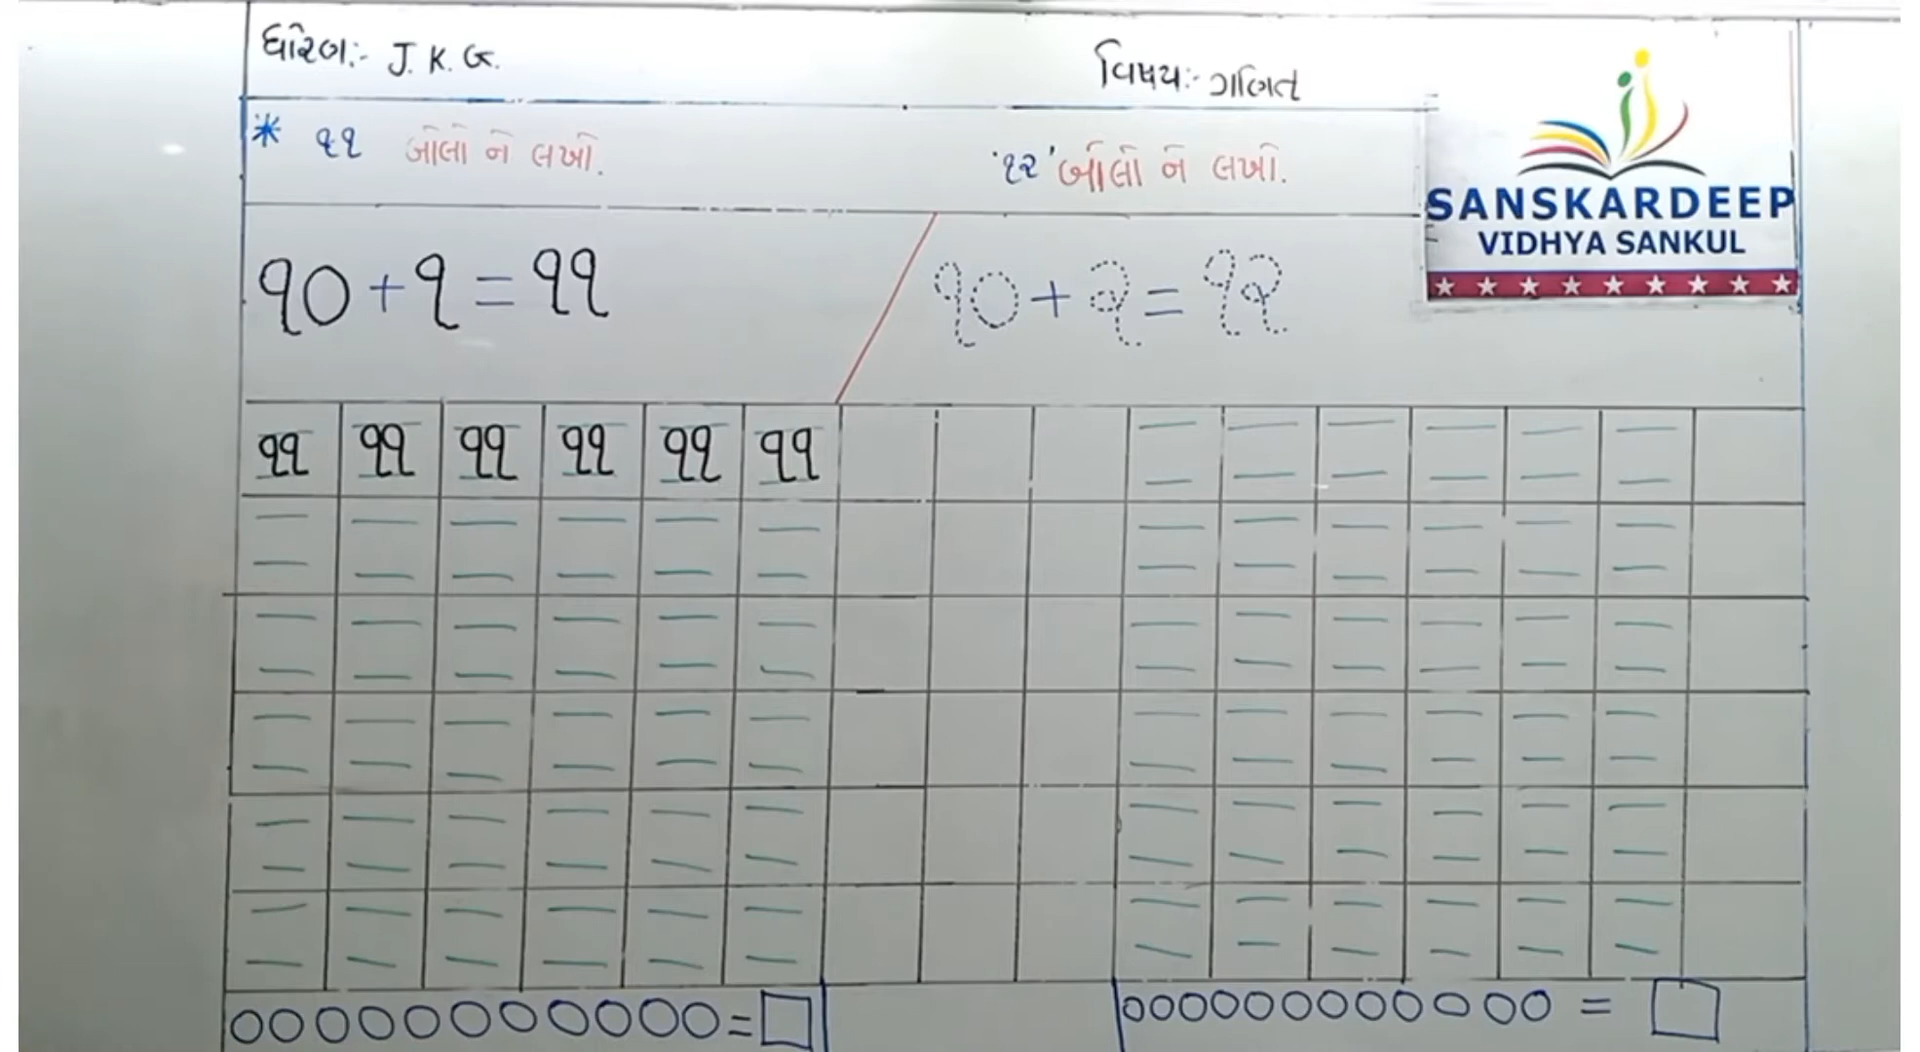 ધોરણ:- J. K. G.
વિષય:- ગણિત
* ૧૧ બોલો ને લખો.
'૧૨' બોલો ને લખો.
SANSKARDEEP
VIDHYA SANKUL
૧૦+૧=૧૧
૧૦+૨=૧૨
૧૧ ૧૧ ૧૧ ૧૧ ૧૧ ૧૧
=
=